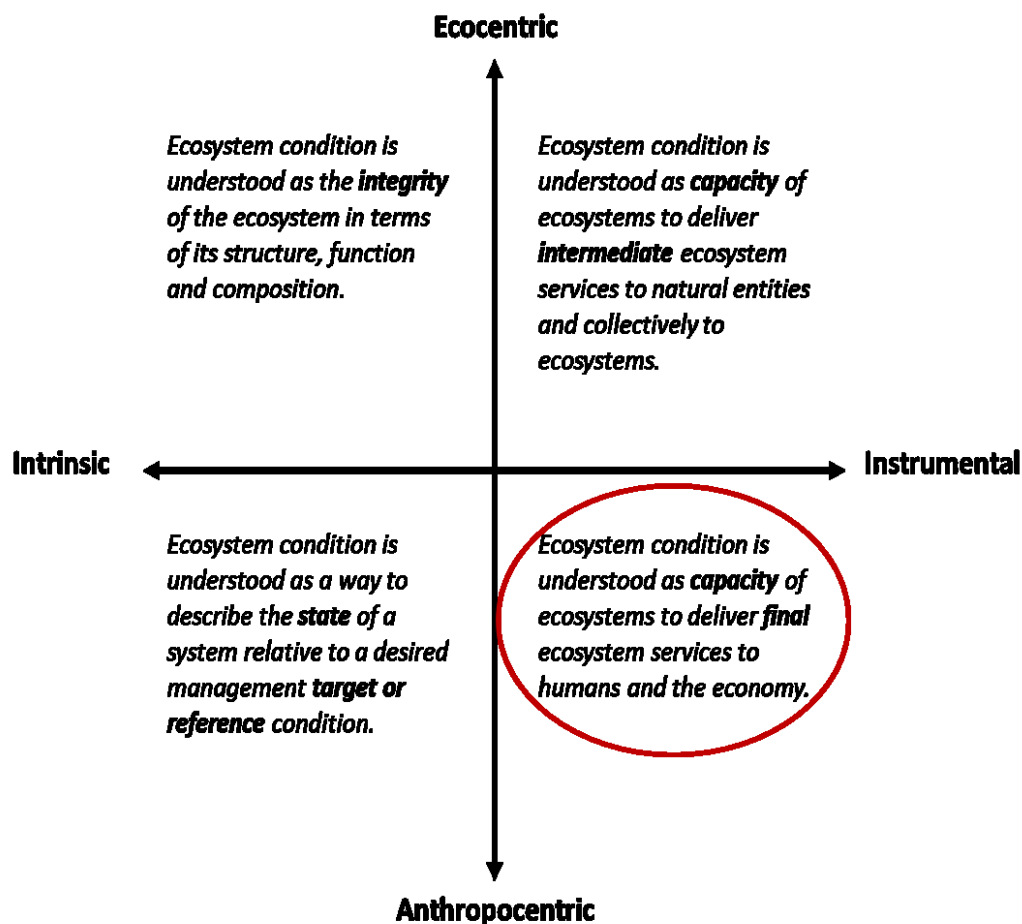 Ecocentric
Ecosystem condition is
understood as the integrity
of the ecosystem in terms
of its structure, function
and composition.
Ecosystem condition is
understood as capacity of
ecosystems to deliver
intermediate ecosystem
services to natural entities
and collectively to
ecosystems.
Intrinsic
Instrumental
Ecosystem condition is
understood as a way to
describe the state of a
system relative to a desired
management target or
reference condition.
Ecosystem condition is
understood as capacity of
ecosystems to deliver final
ecosystem services to
humans and the economy.
Anthropocentric